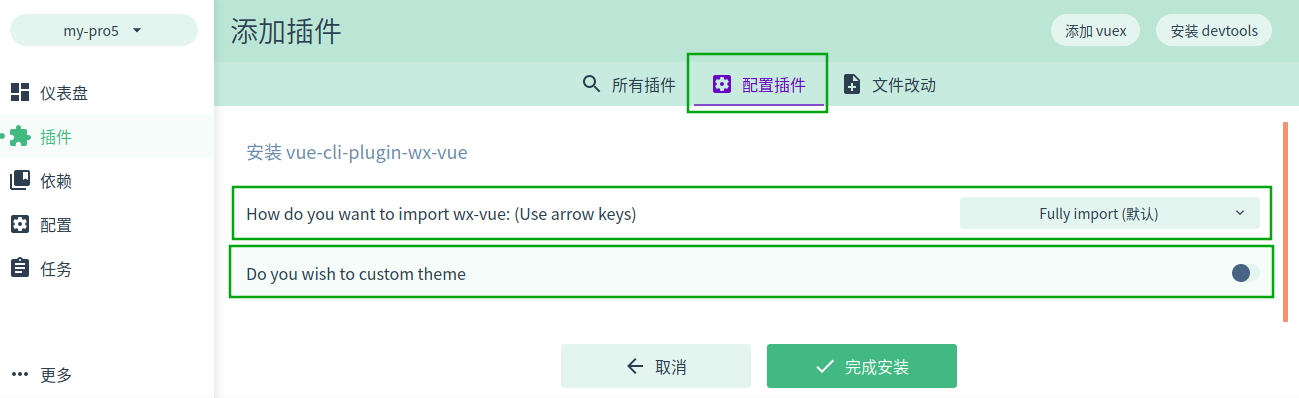 my-pro5
添加插件
添加 vuex
安装 devtools
仪表盘
插件
依赖
配置
任务
更多
所有插件
配置插件
文件改动
安装 vue-cli-plugin-wx-vue
How do you want to import wx-vue: (Use arrow keys)
Fully import (默认)
Do you wish to custom theme
取消
完成安装